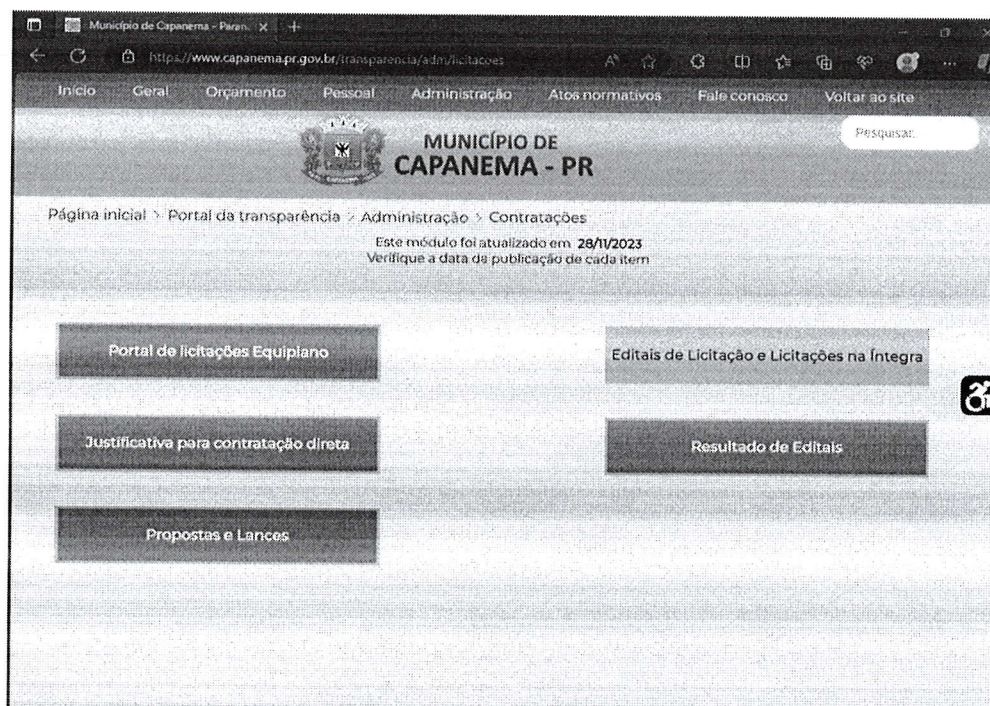 Município de Capanema - Paran.
https://www.capanema.pr.gov.br/transparencia/adm/licitacoes
Início Geral Orçamento Pessoal Administração Atos normativos Fale conosco Voltar ao site
Pesquisar.
MUNICÍPIO DE
CAPANEMA - PR
Página inicial > Portal da transparência > Administração > Contratações
Este módulo foi atualizado em 28/11/2023
Verifique a data da publicação de cada item
Portal de licitações Equiplano
Editais de Licitação e Licitações na Íntegra
Justificativa para contratação direta
Resultado de Editais
Propostas e Lances